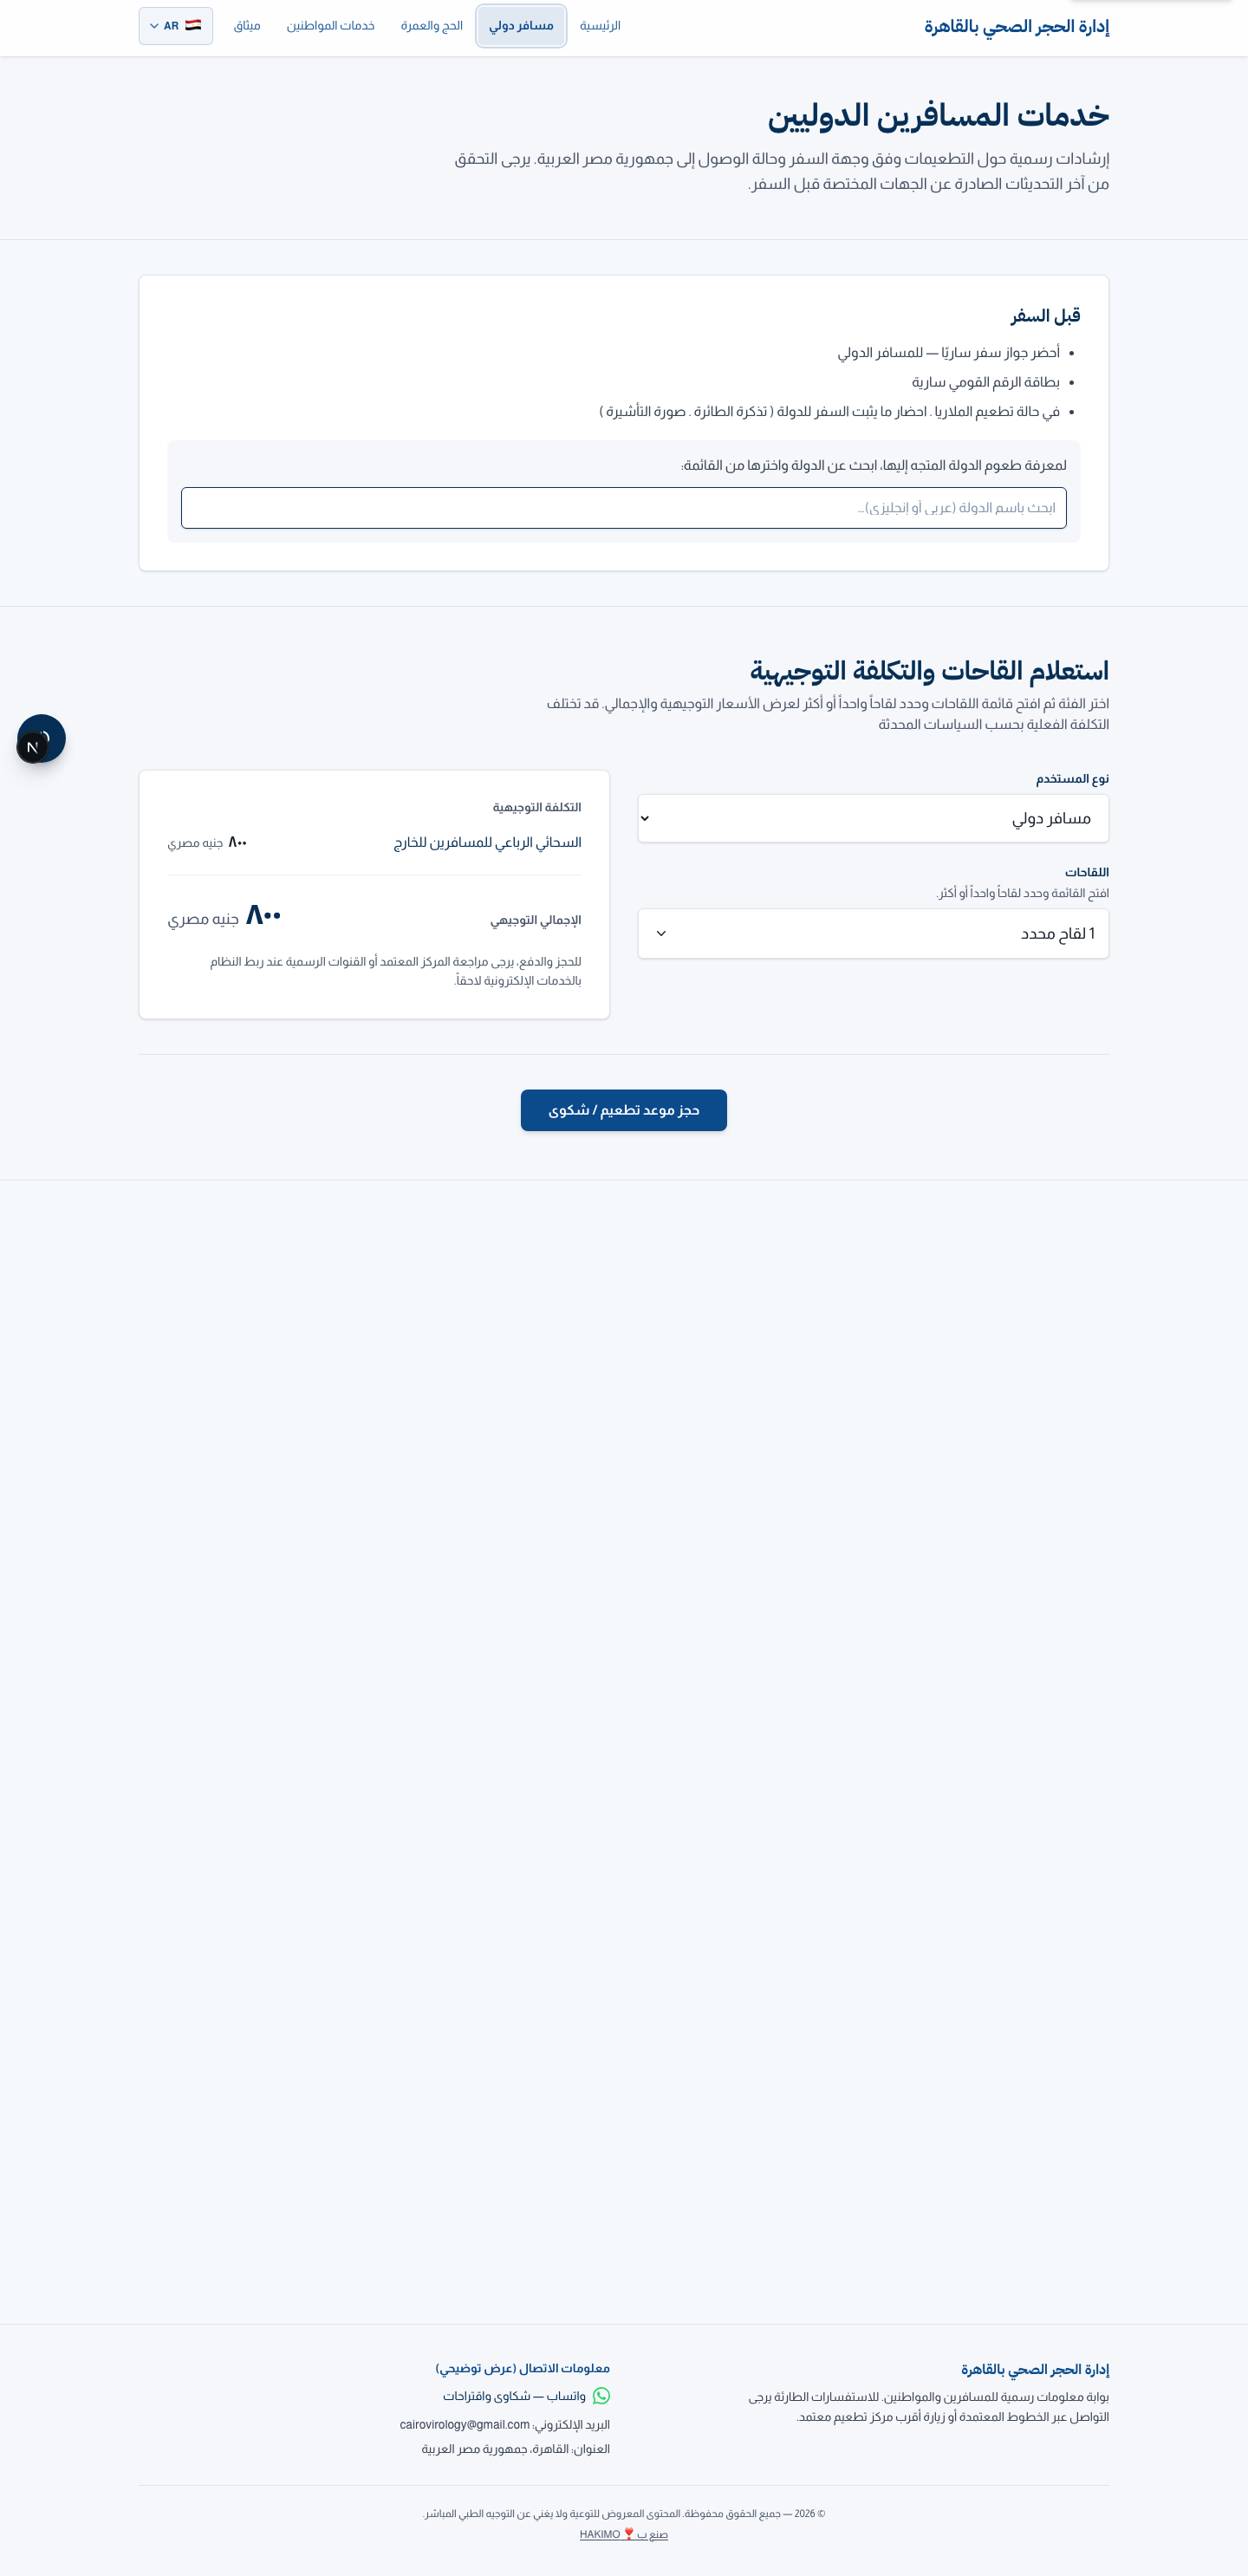 إدارة الحجر الصحي بالقاهرة
الرئيسية
مسافر دولي
الحج والعمرة
خدمات المواطنين
ميثاق
AR
خدمات المسافرين الدوليين
إرشادات رسمية حول التطعيمات وفق وجهة السفر وحالة الوصول إلى جمهورية مصر العربية. يرجى التحقق
من آخر التحديثات الصادرة عن الجهات المختصة قبل السفر.
قبل السفر
• أحضر جواز سفر ساريًا — للمسافر الدولي
• بطاقة الرقم القومي سارية
• في حالة تطعيم الملاريا . احضار ما يثبت السفر للدولة ( تذكرة الطائرة . صورة التأشيرة )
لمعرفة طعوم الدولة المتجه إليها، ابحث عن الدولة واخترها من القائمة:
ابحث باسم الدولة (عربي أو إنجليزي)…
استعلام القاحات والتكلفة التوجيهية
اختر الفئة ثم افتح قائمة اللقاحات وحدد لقاحاً واحداً أو أكثر لعرض الأسعار التوجيهية والإجمالي. قد تختلف
التكلفة الفعلية بحسب السياسات المحدثة
نوع المستخدم
مسافر دولي
اللقاحات
افتح القائمة وحدد لقاحاً واحداً أو أكثر.
1 لقاح محدد
التكلفة التوجيهية
السحائي الرباعي للمسافرين للخارج
٨٠٠ جنيه مصري
الإجمالي التوجيهي
٨٠٠ جنيه مصري
للحجز والدفع، يرجى مراجعة المركز المعتمد أو القنوات الرسمية عند ربط النظام
بالخدمات الإلكترونية لاحقاً.
حجز موعد تطعيم / شكوى
N
إدارة الحجر الصحي بالقاهرة
بوابة معلومات رسمية للمسافرين والمواطنين. للاستفسارات الطارئة يرجى
التواصل عبر الخطوط المعتمدة أو زيارة أقرب مركز تطعيم معتمد.
معلومات الاتصال (عرض توضيحي)
واتساب — شكاوى واقتراحات
البريد الإلكتروني: cairovirology@gmail.com
العنوان: القاهرة، جمهورية مصر العربية
© 2026 — جميع الحقوق محفوظة. المحتوى المعروض للتوعية ولا يغني عن التوجيه الطبي المباشر.
صنع ب ❣️ HAKIMO